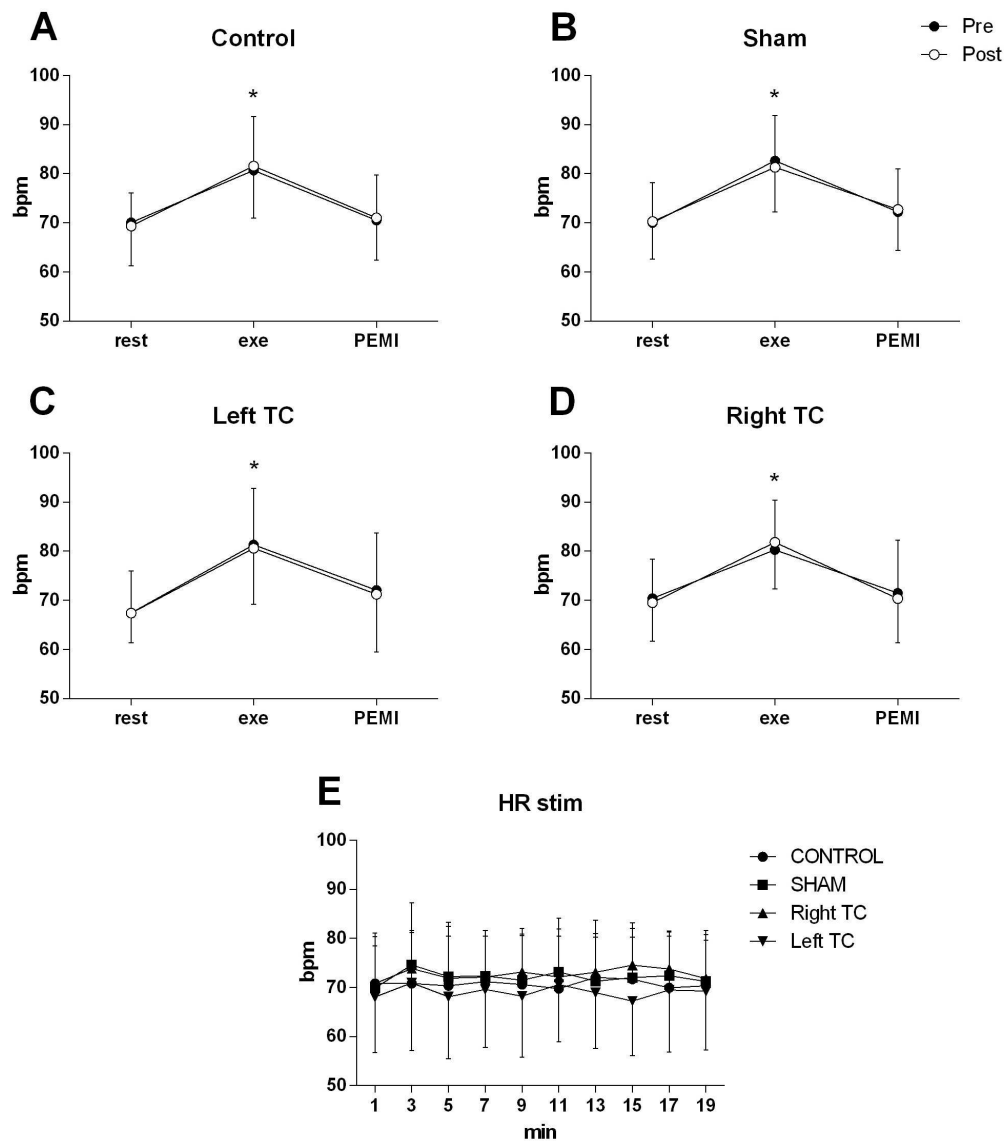 A
Control
100
90
80
70
60
50
bpm
*
rest exe PEMI
B
Sham
Pre
Post
100
90
80
70
60
50
bpm
*
rest exe PEMI
C
Left TC
100
90
80
70
60
50
bpm
*
rest exe PEMI
D
Right TC
100
90
80
70
60
50
bpm
*
rest exe PEMI
E
HR stim
100
90
80
70
60
50
bpm
1 3 5 7 9 11 13 15 17 19
min
CONTROL
SHAM
Right TC
Left TC